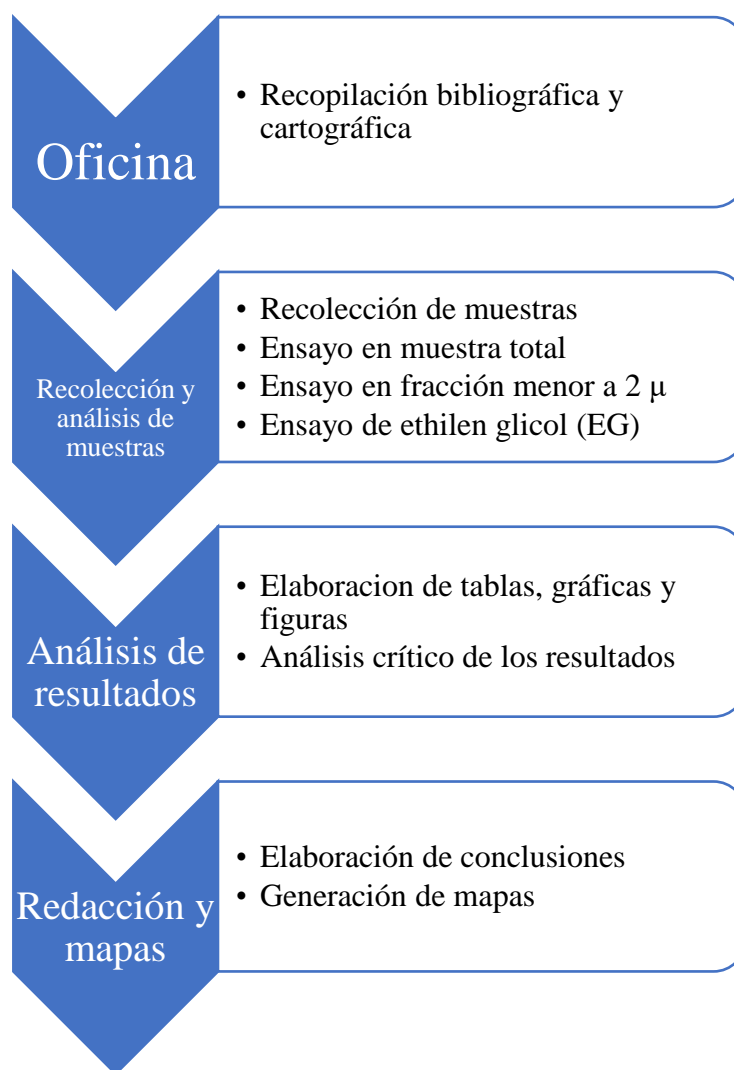 Oficina
• Recopilación bibliográfica y
cartográfica
Recolección y
análisis de
muestras
• Recolección de muestras
• Ensayo en muestra total
• Ensayo en fracción menor a 2 μ
• Ensayo de ethilen glicol (EG)
Análisis de
resultados
• Elaboracion de tablas, gráficas y
figuras
• Análisis crítico de los resultados
Redacción y
mapas
• Elaboración de conclusiones
• Generación de mapas